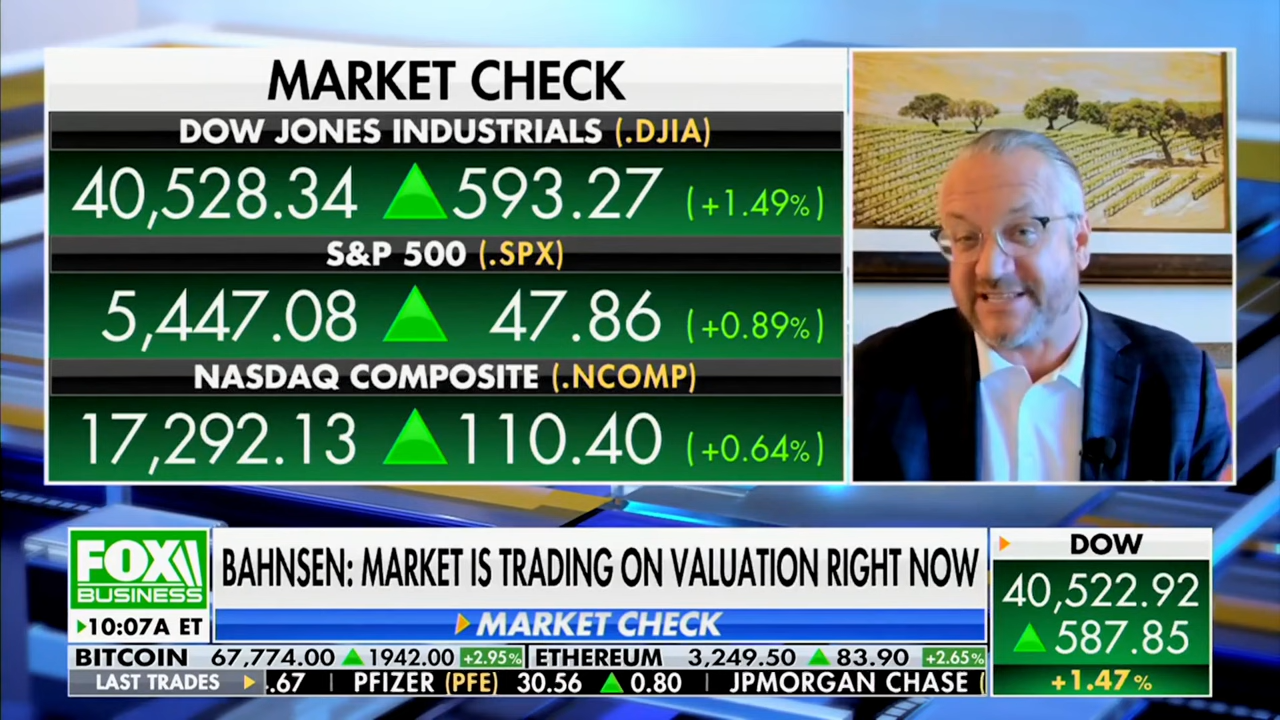 MARKET CHECK
DOW JONES INDUSTRIALS (.DJIA)
40,528.34 ▲ 593.27 (+1.49%)
S&P 500 (.SPX)
5,447.08 ▲ 47.86 (+0.89%)
NASDAQ COMPOSITE (.NCOMP)
17,292.13 ▲ 110.40 (+0.64%)
FOX
BUSINESS
10:07A ET
BAHNSEN: MARKET IS TRADING ON VALUATION RIGHT NOW
MARKET CHECK
DOW
40,522.92
▲ 587.85
+1.47%
BITCOIN 67,774.00 ▲ 1942.00 +2.95% ETHEREUM 3,249.50 ▲ 83.90 +2.65%
LAST TRADES .67 | PFIZER (PFE) 30.56 ▲ 0.80 | JPMORGAN CHASE (